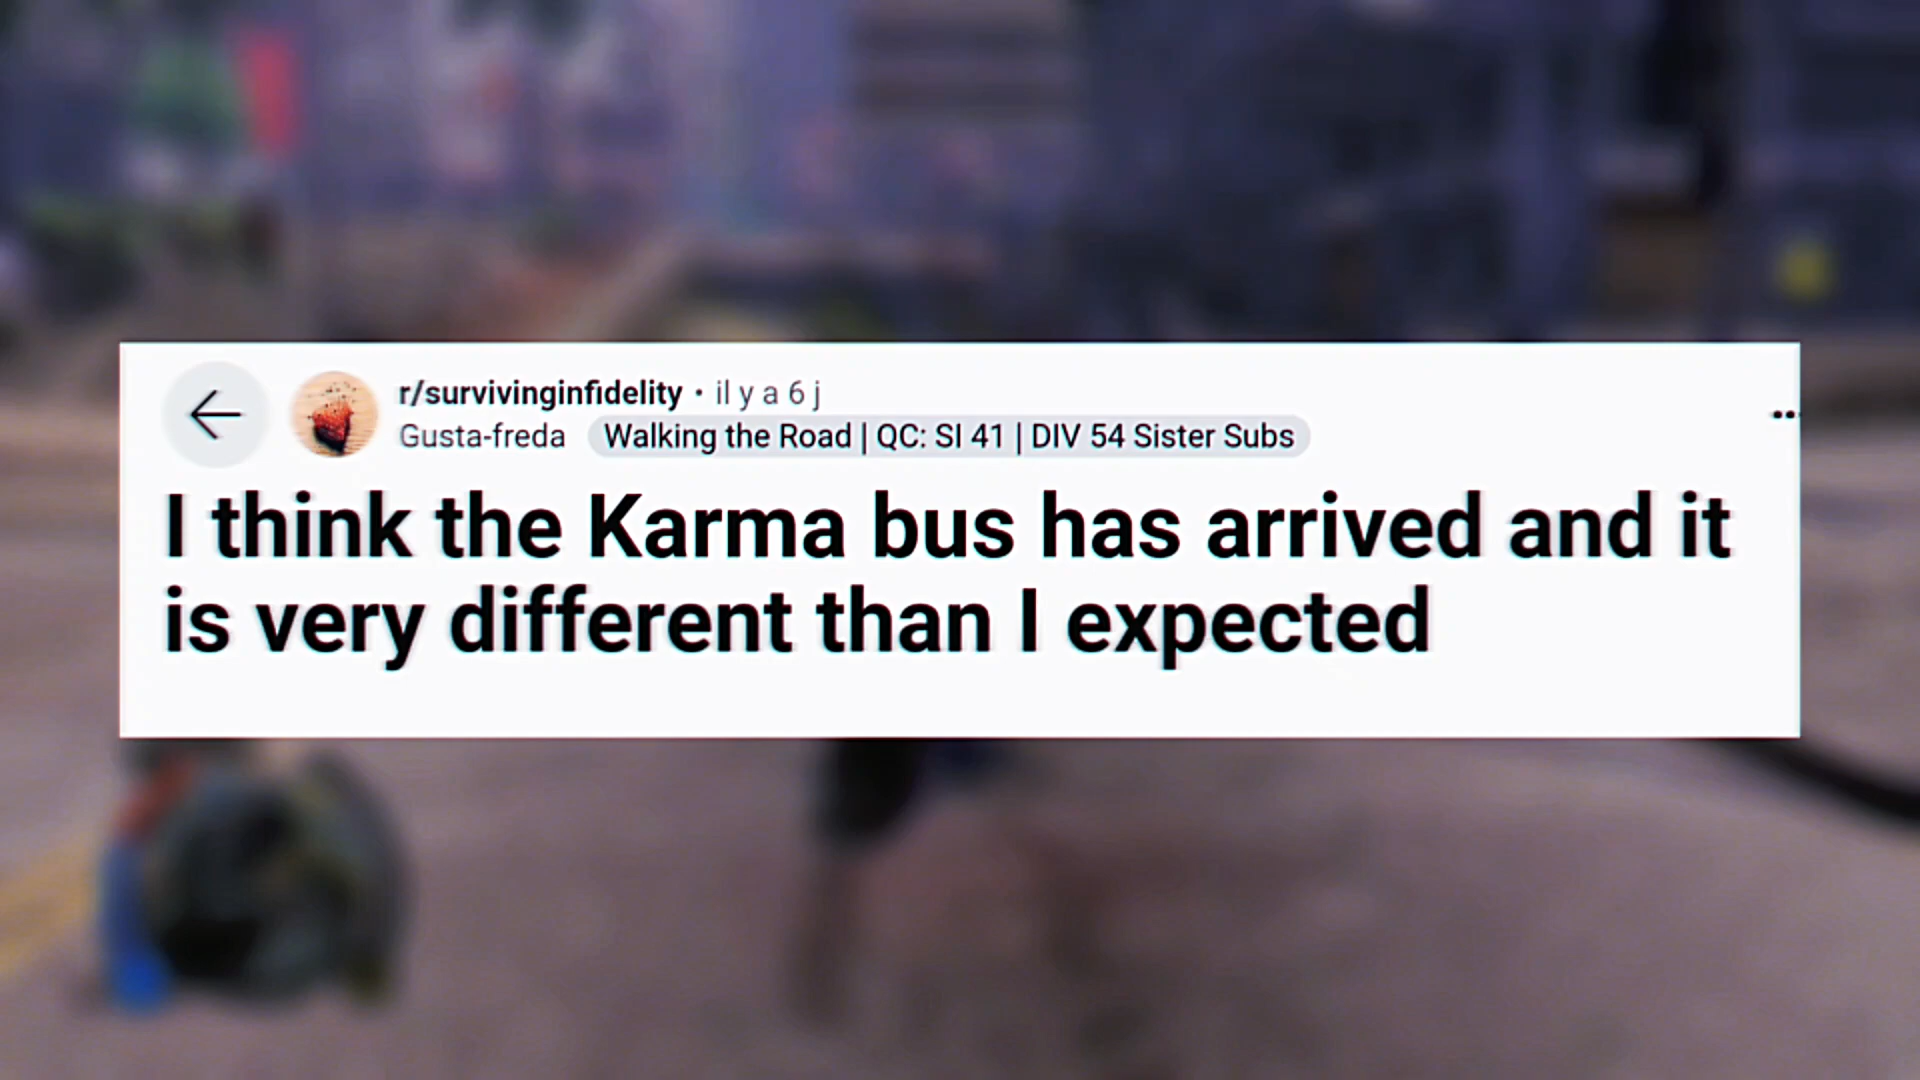 r/survivinginfidelity • il y a 6 j
Gusta-freda Walking the Road | QC: SI 41 | DIV 54 Sister Subs
I think the Karma bus has arrived and it
is very different than I expected